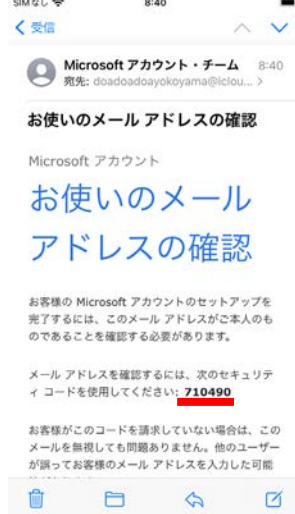 SIMなし 8:40
受信
Microsoft アカウント・チーム 8:40
宛先: doadoadoayokoyama@iclou...
お使いのメール アドレスの確認
Microsoft アカウント
お使いのメール
アドレスの確認
お客様の Microsoft アカウントのセットアップを
完了するには、このメール アドレスがご本人のも
のであることを確認する必要があります。
メール アドレスを確認するには、次のセキュリテ
ィ コードを使用してください: 710490
お客様がこのコードを請求していない場合は、この
メールを無視しても問題ありません。他のユーザー
が誤ってお客様のメール アドレスを入力した可能